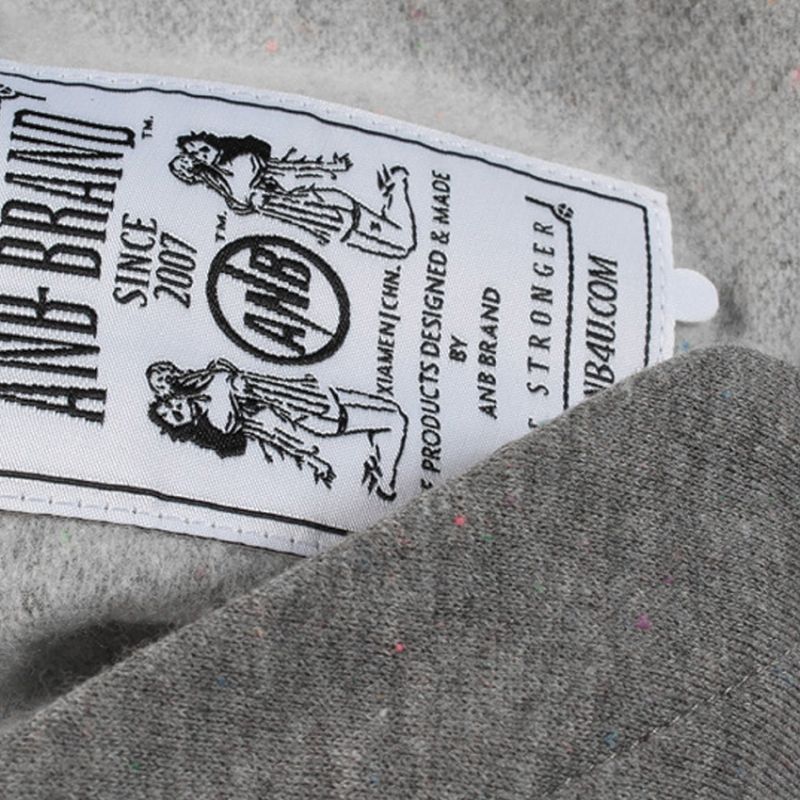 ANB BRAND
TM.
SINCE
2007
TM.
ANB
XIAMEN|CHN.
PRODUCTS DESIGNED & MADE
BY
ANB BRAND
STRONGER
NB4U.COM